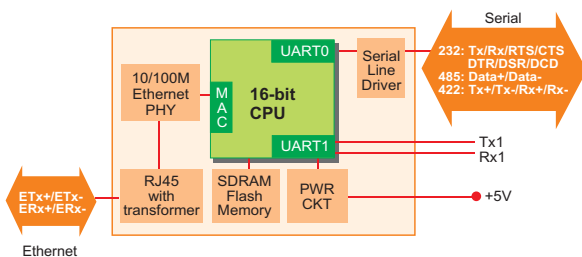 Serial
UART0
Serial
Line
Driver
232: Tx/Rx/RTS/CTS
DTR/DSR/DCD
485: Data+/Data-
422: Tx+/Tx-/Rx+/Rx-
10/100M
Ethernet
PHY
MAC
16-bit
CPU
UART1
Tx1
Rx1
RJ45
with
transformer
SDRAM
Flash
Memory
PWR
CKT
+5V
ETx+/ETx-
ERx+/ERx-
Ethernet